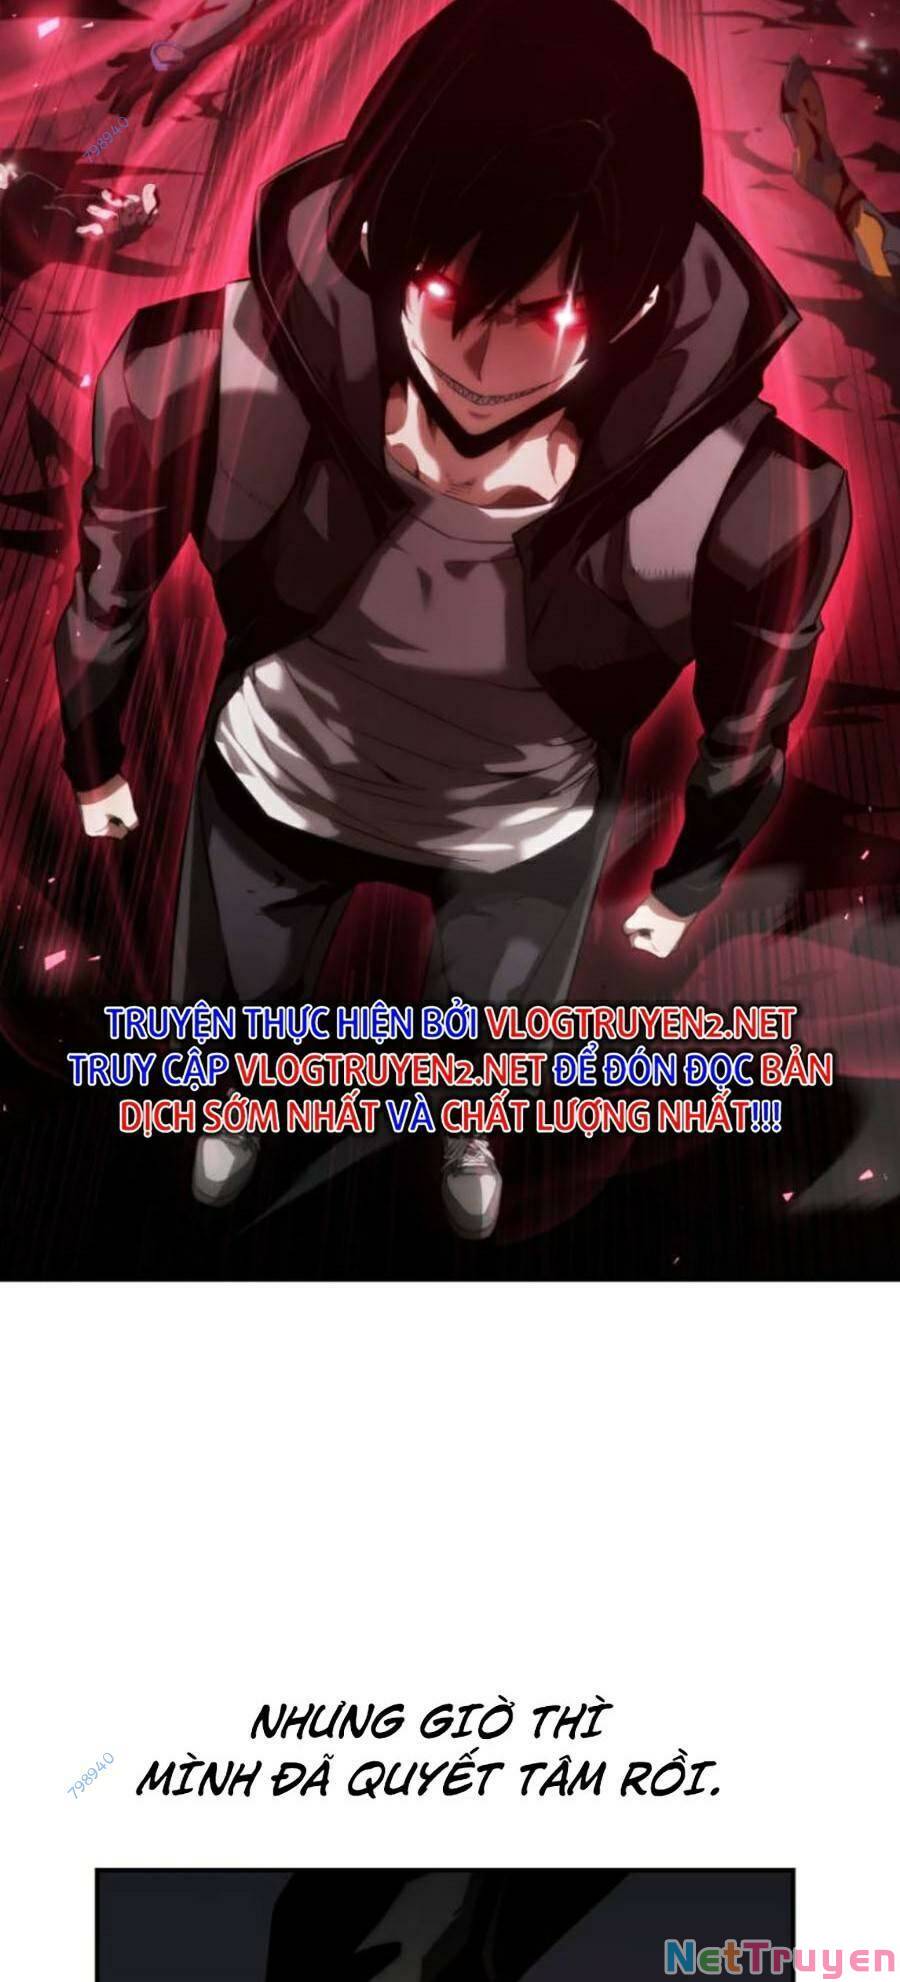 798940
TRUYỆN THỰC HIỆN BỞI VLOGTRUYEN2.NET
TRUY CẬP VLOGTRUYEN2.NET ĐỂ ĐÓN ĐỌC BẢN
DỊCH SỚM NHẤT VÀ CHẤT LƯỢNG NHẤT!!!
NHƯNG GIỜ THÌ
MÌNH ĐÃ QUYẾT TÂM RỒI.
798940
NetTruyen